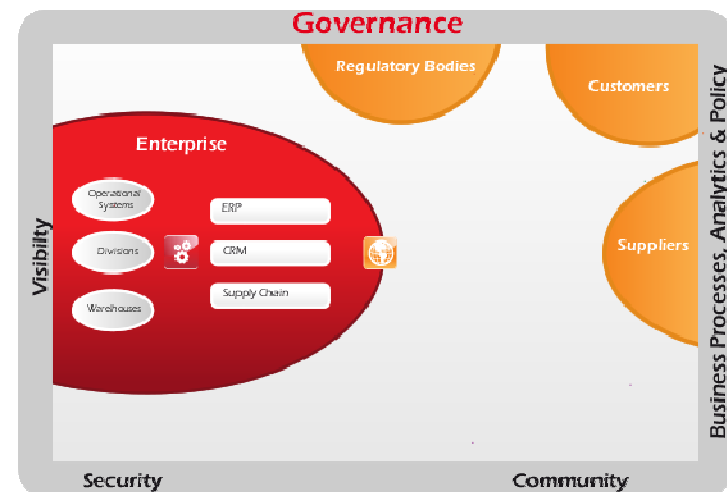 Governance
Regulatory Bodies
Customers
Enterprise
Operational
Systems
ERP
Divisions
CRM
Suppliers
Supply Chain
Warehouses
Visibilty
Business Processes, Analytics & Policy
Security
Community